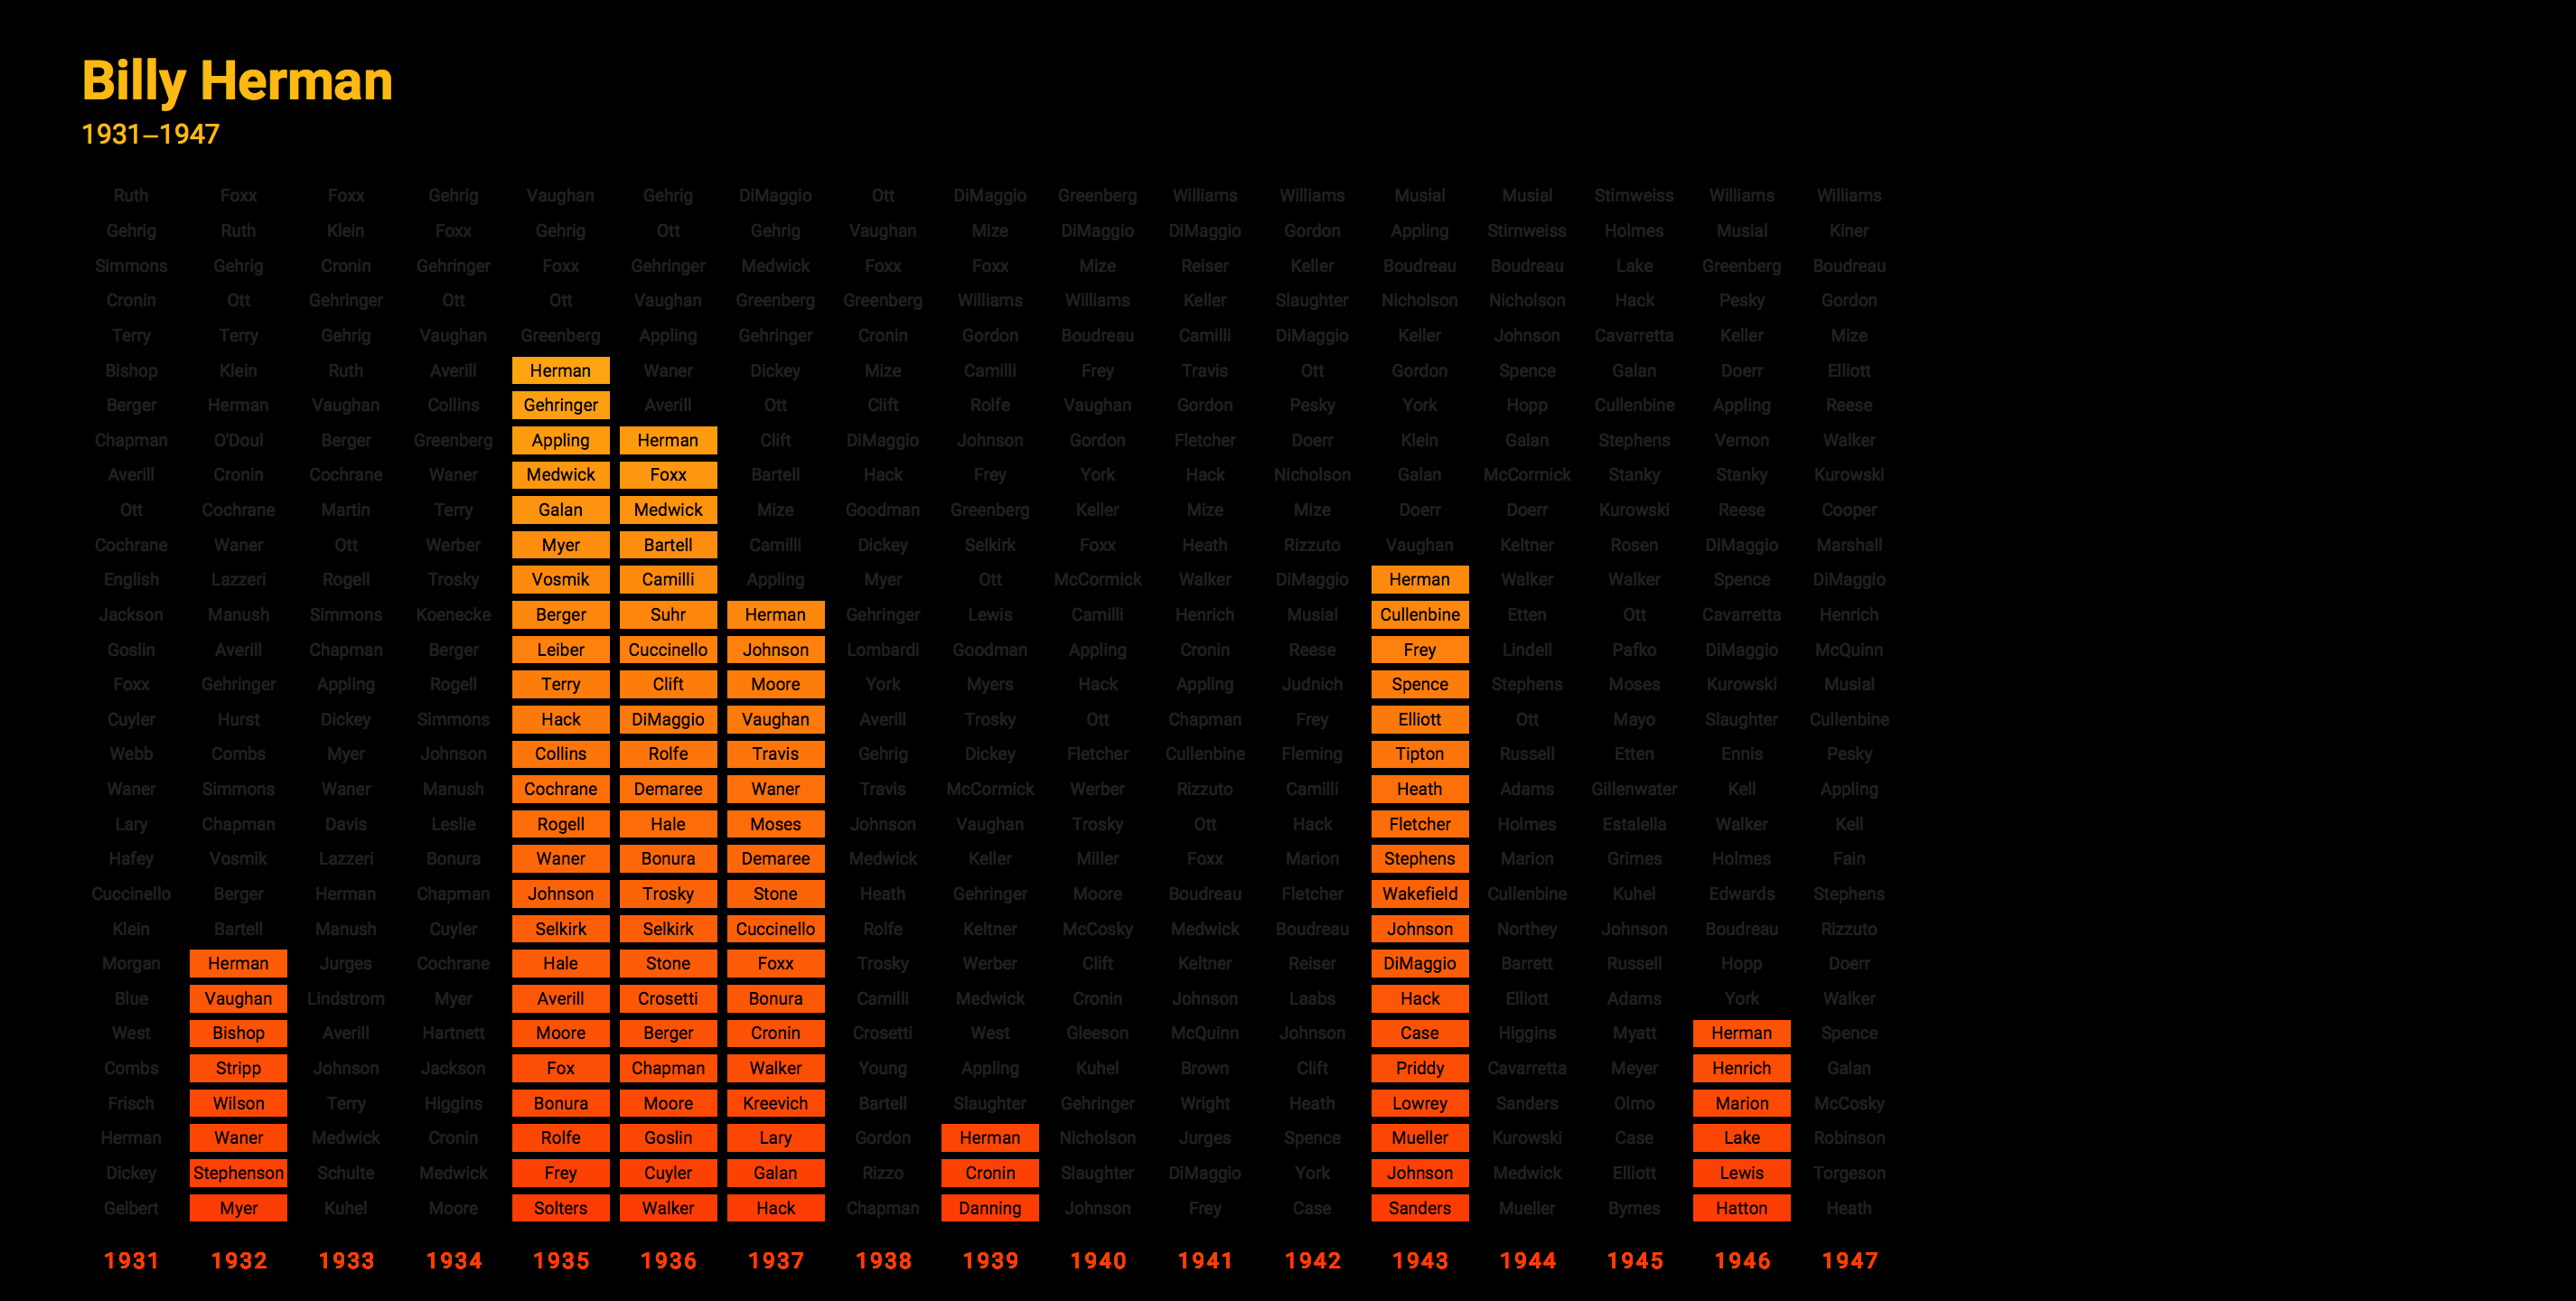 Billy Herman
1931–1947
Ruth Foxx Foxx Gehrig Vaughan Gehrig DiMaggio Ott DiMaggio Greenberg Williams Williams Musial Musial Stirnweiss Williams Williams
Gehrig Ruth Klein Foxx Gehrig Ott Gehrig Vaughan Mize DiMaggio DiMaggio Gordon Appling Stirnweiss Holmes Musial Kiner
Simmons Gehrig Cronin Gehringer Foxx Gehringer Medwick Foxx Foxx Mize Reiser Keller Boudreau Boudreau Lake Greenberg Boudreau
Cronin Ott Gehringer Ott Ott Vaughan Greenberg Greenberg Williams Williams Keller Slaughter Nicholson Nicholson Hack Pesky Gordon
Terry Terry Gehrig Vaughan Greenberg Appling Gehringer Cronin Gordon Boudreau Camilli DiMaggio Keller Johnson Cavarretta Keller Mize
Bishop Klein Ruth Averill Herman Waner Dickey Mize Camilli Frey Travis Ott Gordon Spence Galan Doerr Elliott
Berger Herman Vaughan Collins Gehringer Averill Ott Clift Rolfe Vaughan Gordon Pesky York Hopp Cullenbine Appling Reese
Chapman O'Doul Berger Greenberg Appling Herman Clift DiMaggio Johnson Gordon Fletcher Doerr Klein Galan Stephens Vernon Walker
Averill Cronin Cochrane Waner Medwick Foxx Bartell Hack Frey York Hack Nicholson Galan McCormick Stanky Stanky Kurowski
Ott Cochrane Martin Terry Galan Medwick Mize Goodman Greenberg Keller Mize Mize Doerr Doerr Kurowski Reese Cooper
Cochrane Waner Ott Werber Myer Bartell Camilli Dickey Selkirk Foxx Heath Rizzuto Vaughan Keltner Rosen DiMaggio Marshall
English Lazzeri Rogell Trosky Vosmik Camilli Appling Myer Ott McCormick Walker DiMaggio Herman Walker Walker Spence DiMaggio
Jackson Manush Simmons Koenecke Berger Suhr Herman Gehringer Lewis Camilli Henrich Musial Cullenbine Etten Ott Cavarretta Henrich
Goslin Averill Chapman Berger Leiber Cuccinello Johnson Lombardi Goodman Appling Cronin Reese Frey Lindell Pafko DiMaggio McQuinn
Foxx Gehringer Appling Rogell Terry Clift Moore York Myers Hack Appling Judnich Spence Stephens Moses Kurowski Musial
Cuyler Hurst Dickey Simmons Hack DiMaggio Vaughan Averill Trosky Ott Chapman Frey Elliott Ott Mayo Slaughter Cullenbine
Webb Combs Myer Johnson Collins Rolfe Travis Gehrig Dickey Fletcher Cullenbine Fleming Tipton Russell Etten Ennis Pesky
Waner Simmons Waner Manush Cochrane Demaree Waner Travis McCormick Werber Rizzuto Camilli Heath Adams Gillenwater Kell Appling
Lary Chapman Davis Leslie Rogell Hale Moses Johnson Vaughan Trosky Ott Hack Fletcher Holmes Estalella Walker Kell
Hafey Vosmik Lazzeri Bonura Waner Bonura Demaree Medwick Keller Miller Foxx Marion Stephens Marion Grimes Holmes Fain
Cuccinello Berger Herman Chapman Johnson Trosky Stone Heath Gehringer Moore Boudreau Fletcher Wakefield Cullenbine Kuhel Edwards Stephens
Klein Bartell Manush Cuyler Selkirk Selkirk Cuccinello Rolfe Keltner McCosky Medwick Boudreau Johnson Northey Johnson Boudreau Rizzuto
Morgan Herman Jurges Cochrane Hale Stone Foxx Trosky Werber Clift Keltner Reiser DiMaggio Barrett Russell Hopp Doerr
Blue Vaughan Lindstrom Myer Averill Crosetti Bonura Camilli Medwick Cronin Johnson Laabs Hack Elliott Adams York Walker
West Bishop Averill Hartnett Moore Berger Cronin Crosetti West Gleeson McQuinn Johnson Case Higgins Myatt Herman Spence
Combs Stripp Johnson Jackson Fox Chapman Walker Young Appling Kuhel Brown Clift Priddy Cavarretta Meyer Henrich Galan
Frisch Wilson Terry Higgins Bonura Moore Kreevich Bartell Slaughter Gehringer Wright Heath Lowrey Sanders Olmo Marion McCosky
Herman Waner Medwick Cronin Rolfe Goslin Lary Gordon Herman Nicholson Jurges Spence Mueller Kurowski Case Lake Robinson
Dickey Stephenson Schulte Medwick Frey Cuyler Galan Rizzo Cronin Slaughter DiMaggio York Johnson Medwick Elliott Lewis Torgeson
Gelbert Myer Kuhel Moore Solters Walker Hack Chapman Danning Johnson Frey Case Sanders Mueller Byrnes Hatton Heath
1931 1932 1933 1934 1935 1936 1937 1938 1939 1940 1941 1942 1943 1944 1945 1946 1947